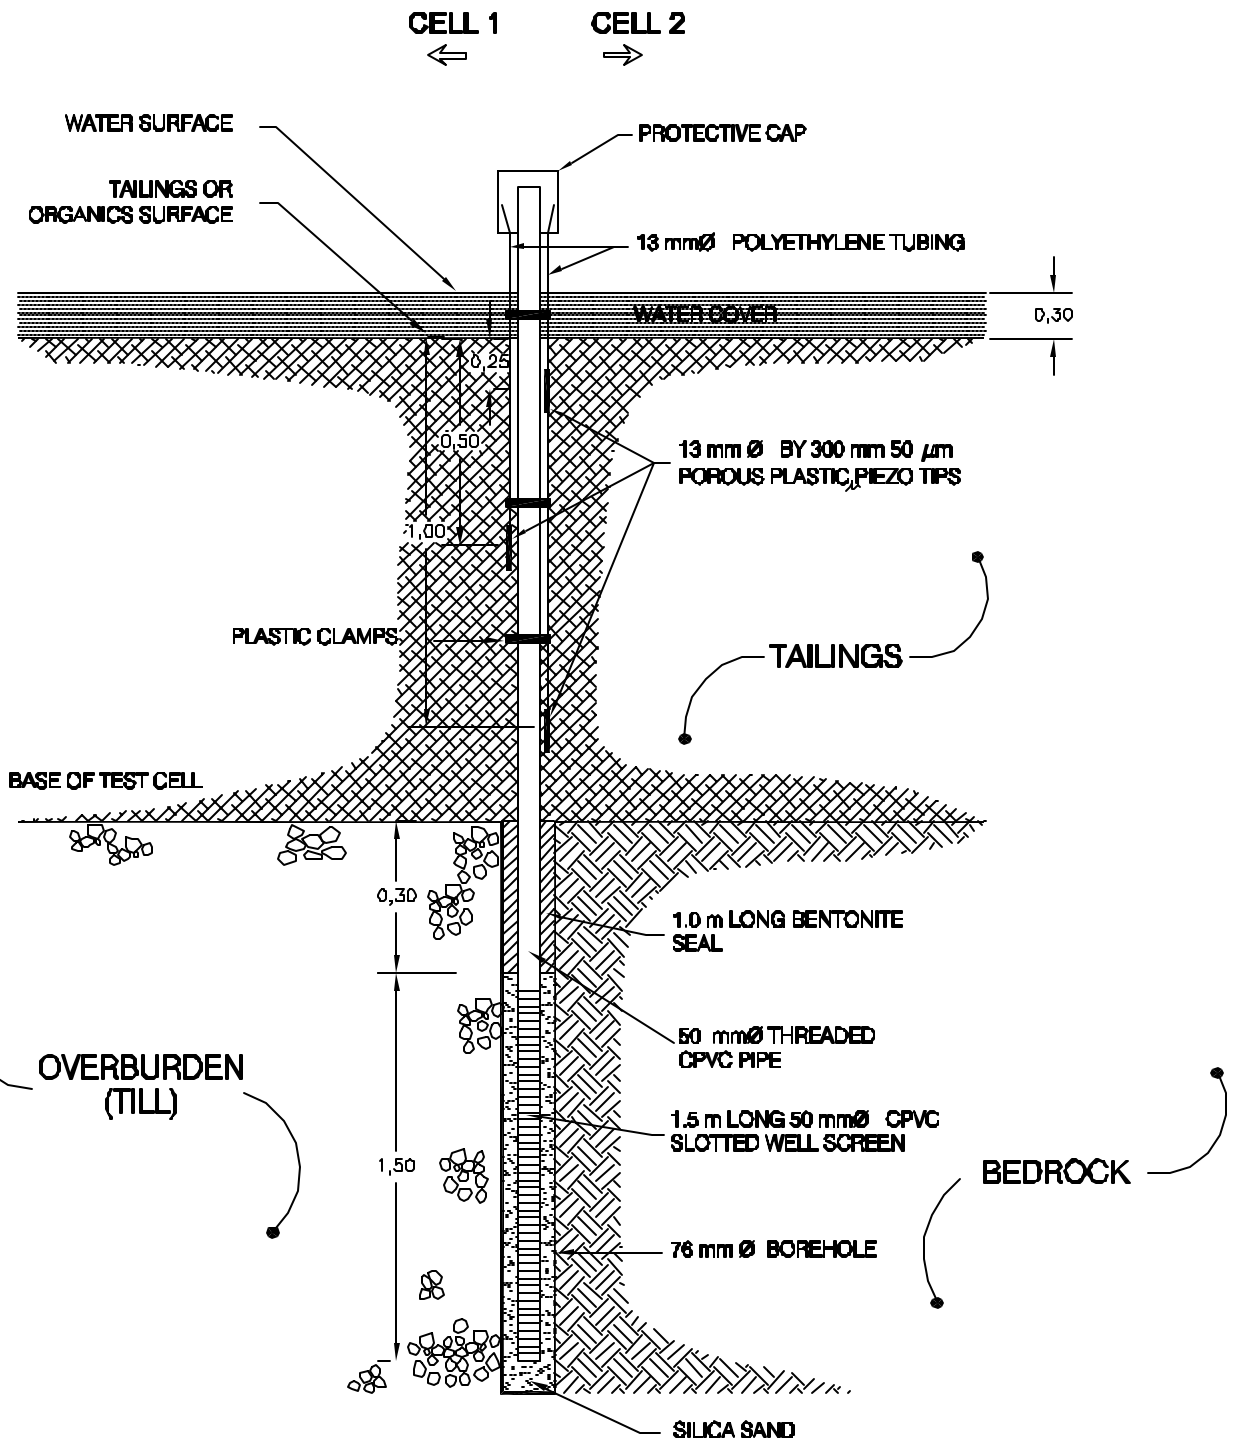 CELL 1
CELL 2
WATER SURFACE
PROTECTIVE CAP
TAILINGS OR
ORGANICS SURFACE
13 mmØ POLYETHYLENE TUBING
WATER COVER
0,30
0,25
0,50
13 mm Ø BY 300 mm 50 µm
POROUS PLASTIC PIEZO TIPS
1,00
PLASTIC CLAMPS
TAILINGS
BASE OF TEST CELL
0,30
1.0 m LONG BENTONITE
SEAL
50 mmØ THREADED
CPVC PIPE
OVERBURDEN
(TILL)
1.5 m LONG 50 mmØ CPVC
SLOTTED WELL SCREEN
1,50
BEDROCK
76 mm Ø BOREHOLE
SILICA SAND